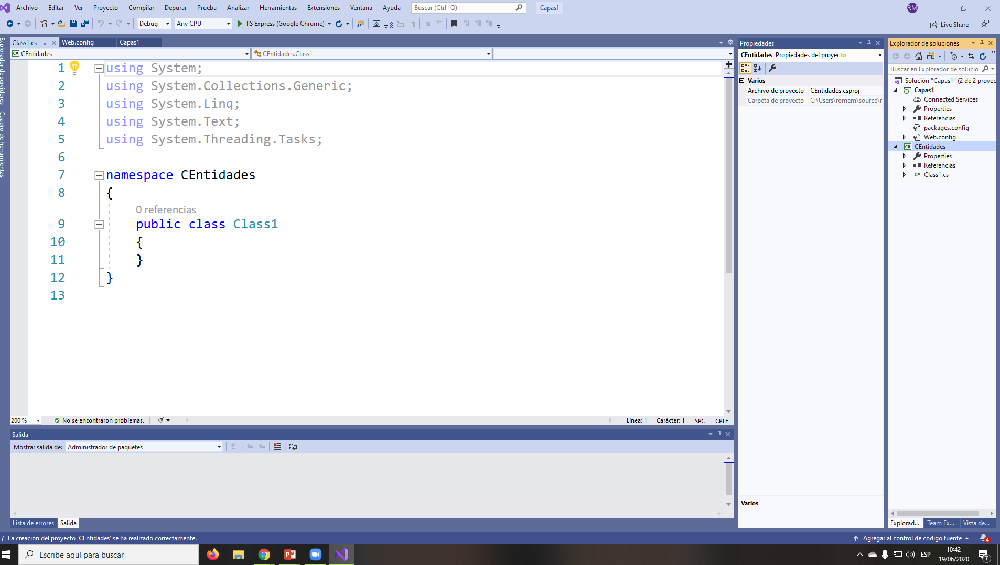 Archivo Editar Ver Proyecto Compilar Depurar Prueba Analizar Herramientas Extensiones Ventana Ayuda Buscar (Ctrl+Q) Capas1 RM
Debug Any CPU IIS Express (Google Chrome) Live Share
Explorador de servidores
Cuadro de herramientas
Class1.cs Web.config Capas1
CEntidades CEntidades.Class1
1 using System;
2 using System.Collections.Generic;
3 using System.Linq;
4 using System.Text;
5 using System.Threading.Tasks;
6
7 namespace CEntidades
8 {
0 referencias
9 public class Class1
10 {
11 }
12 }
13
200 % No se encontraron problemas. Línea: 1 Carácter: 1 SPC CRLF
Salida
Mostrar salida de: Administrador de paquetes
Lista de errores Salida
Propiedades
CEntidades Propiedades del proyecto
Varios
Archivo de proyecto CEntidades.csproj
Carpeta de proyecto C:\Users\romem\source\r
Varios
Explorador de soluciones
Buscar en Explorador de solucio
Solución "Capas1" (2 de 2 proyec
Capas1
Connected Services
Properties
Referencias
packages.config
Web.config
C# CEntidades
Properties
Referencias
C# Class1.cs
Explorad... Team Ex... Vista de...
La creación del proyecto 'CEntidades' se ha realizado correctamente. Agregar al control de código fuente 4
Escribe aquí para buscar ESP 10:42
19/06/2020 7